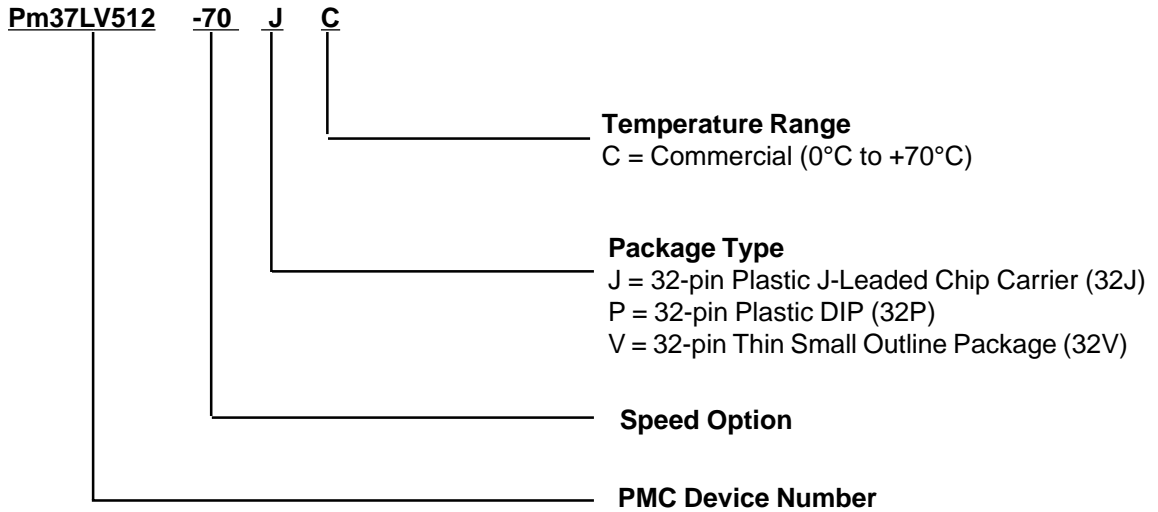 Pm37LV512 -70 J C
Temperature Range
C = Commercial (0°C to +70°C)
Package Type
J = 32-pin Plastic J-Leaded Chip Carrier (32J)
P = 32-pin Plastic DIP (32P)
V = 32-pin Thin Small Outline Package (32V)
Speed Option
PMC Device Number